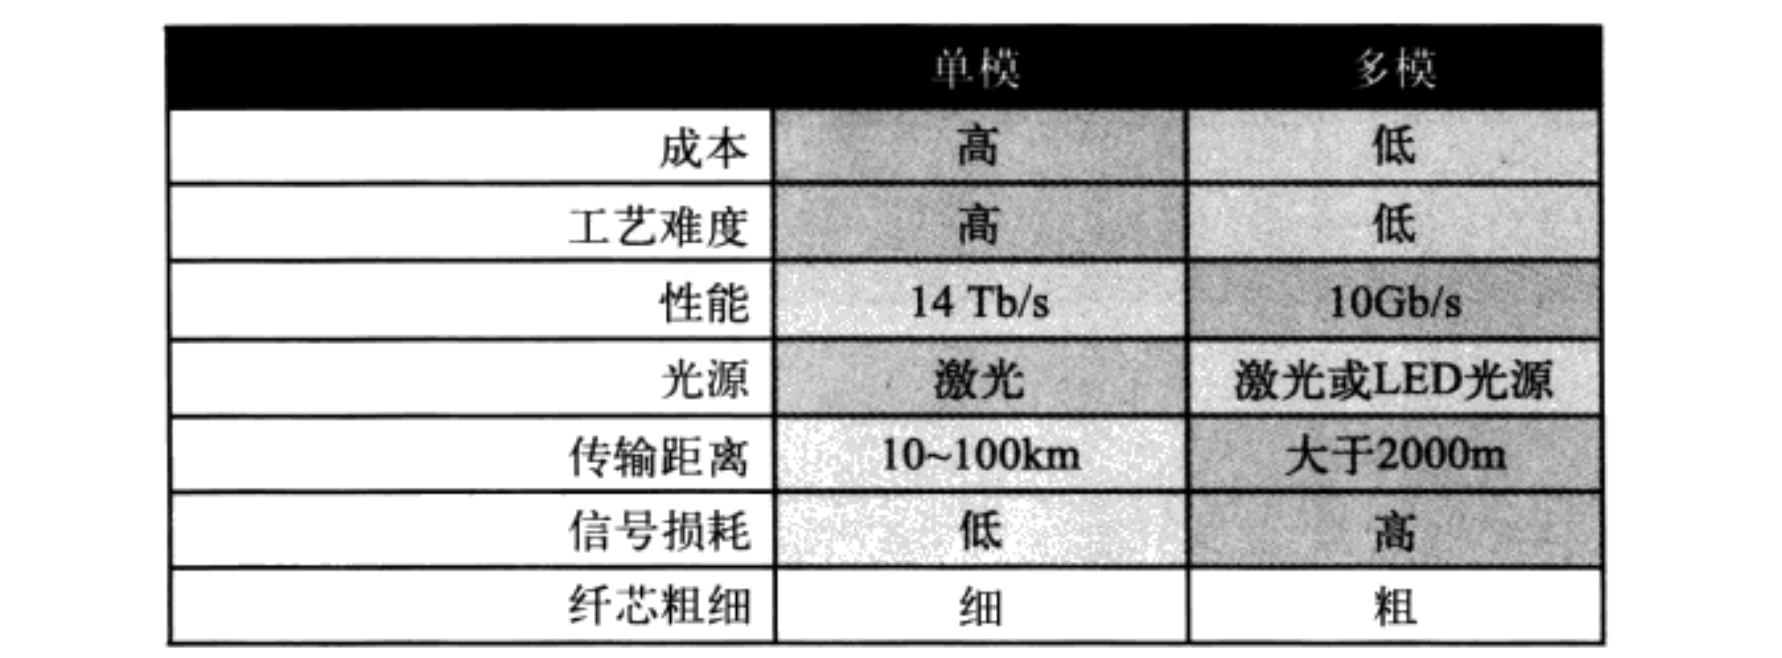 单模 多模
成本 高 低
工艺难度 高 低
性能 14 Tb/s 10Gb/s
光源 激光 激光或LED光源
传输距离 10~100km 大于2000m
信号损耗 低 高
纤芯粗细 细 粗